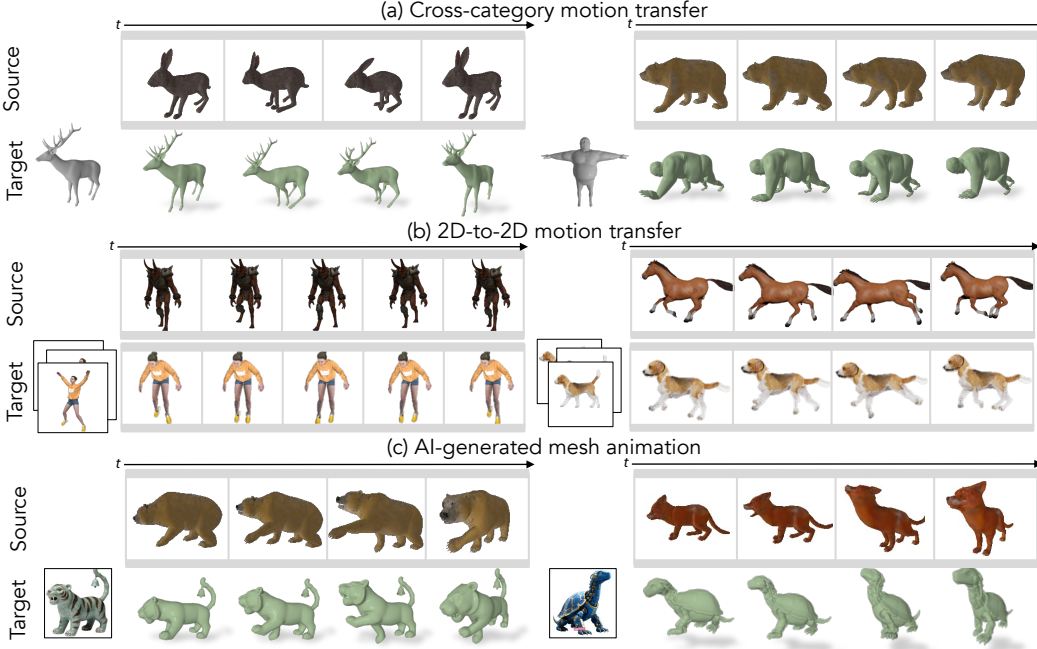 (a) Cross-category motion transfer
t
t
Source
Target
(b) 2D-to-2D motion transfer
t
t
Source
Target
(c) AI-generated mesh animation
t
t
Source
Target